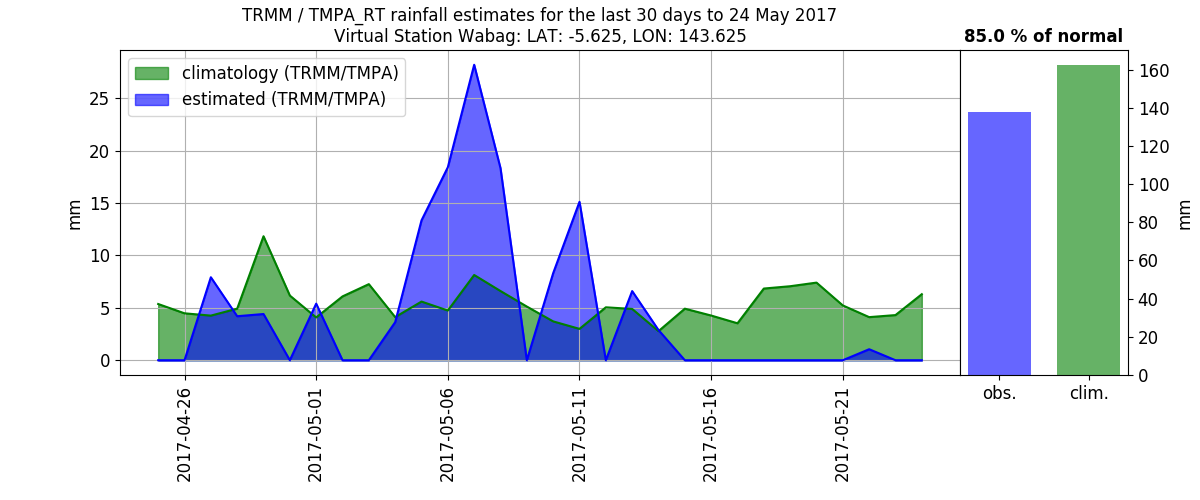 TRMM / TMPA_RT rainfall estimates for the last 30 days to 24 May 2017
Virtual Station Wabag: LAT: -5.625, LON: 143.625
85.0 % of normal
climatology (TRMM/TMPA)
estimated (TRMM/TMPA)
mm
25
20
15
10
5
0
2017-04-26
2017-05-01
2017-05-06
2017-05-11
2017-05-16
2017-05-21
160
140
120
100
80
60
40
20
0
mm
obs.
clim.